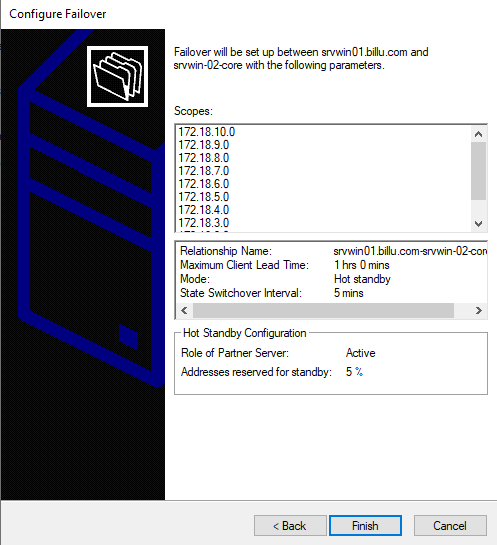 Configure Failover
Failover will be set up between srvwin01.billu.com and
srvwin-02-core with the following parameters.
Scopes:
172.18.10.0
172.18.9.0
172.18.8.0
172.18.7.0
172.18.6.0
172.18.5.0
172.18.4.0
172.18.3.0
Relationship Name: srvwin01.billu.com-srvwin-02-core
Maximum Client Lead Time: 1 hrs 0 mins
Mode: Hot standby
State Switchover Interval: 5 mins
Hot Standby Configuration
Role of Partner Server: Active
Addresses reserved for standby: 5 %
< Back Finish Cancel